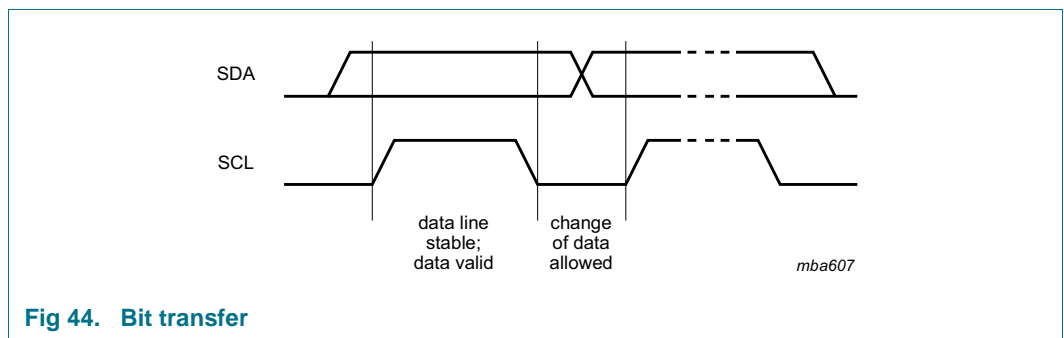 SDA
SCL
data line
stable;
data valid
change
of data
allowed
mba607
Fig 44. Bit transfer